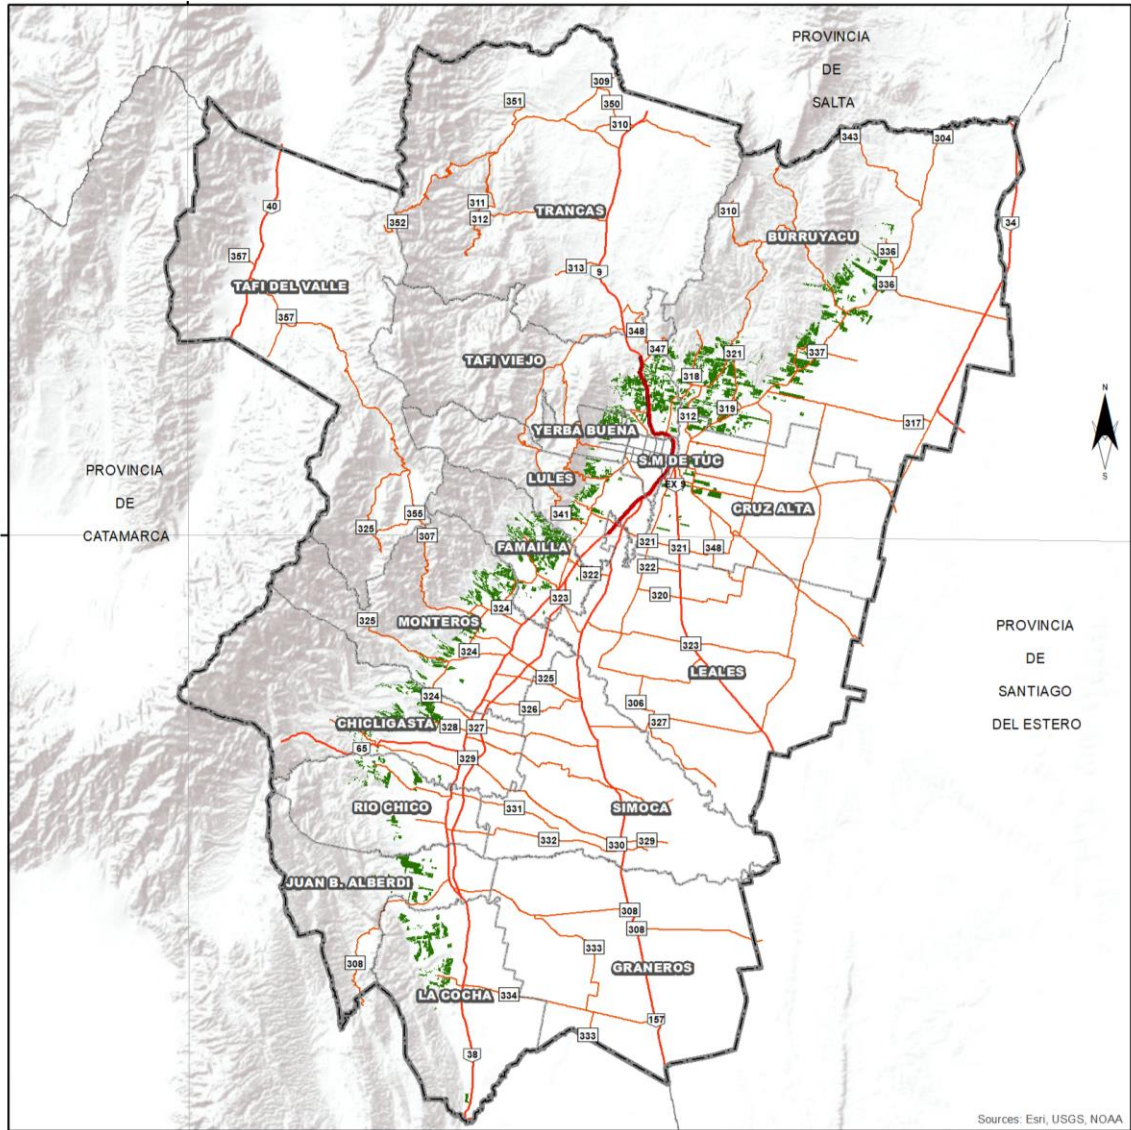 PROVINCIA
DE
SALTA
309
351
350
310
343
304
40
311
312
352
TRANCAS
310
34
BURRUYACU
357
313
9
336
336
TAFI DEL VALLE
357
348
347
TAFI VIEJO
321
337
318
312
319
317
N
S
YERBA BUENA
S.M DE TUC
PROVINCIA
DE
CATAMARCA
LULES
EX 9
CRUZ ALTA
341
355
325
307
FAMAILLA
321
321
348
322
322
320
323
324
325
MONTEROS
324
323
LEALES
PROVINCIA
DE
SANTIAGO
DEL ESTERO
325
324
326
306
327
CHICLIGASTA
328
327
65
329
RIO CHICO
331
SIMOCA
332
330
329
JUAN B. ALBERDI
308
308
333
308
GRANEROS
LA COCHA
334
157
333
38
Sources: Esri, USGS, NOAA